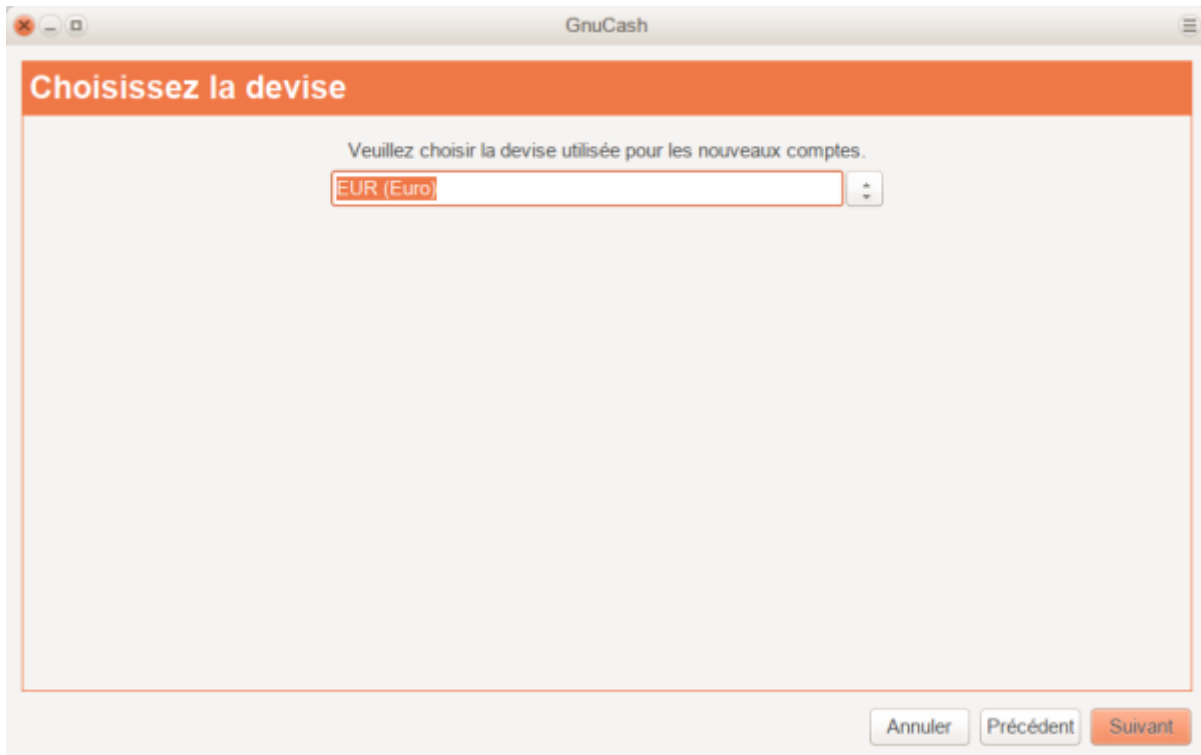 GnuCash
Choisissez la devise
Veuillez choisir la devise utilisée pour les nouveaux comptes.
EUR (Euro)
Annuler Précédent Suivant